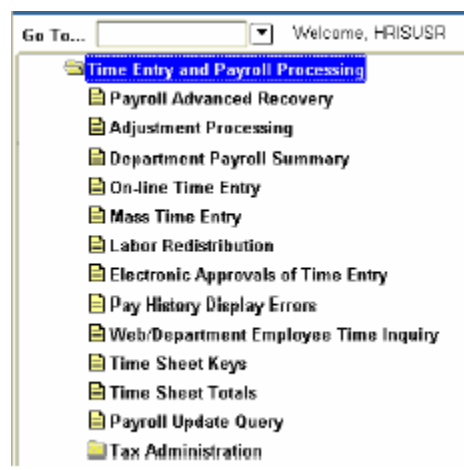 Go To... Welcome, HRISUSR
Time Entry and Payroll Processing
Payroll Advanced Recovery
Adjustment Processing
Department Payroll Summary
On-line Time Entry
Mass Time Entry
Labor Redistribution
Electronic Approvals of Time Entry
Pay History Display Errors
Web/Department Employee Time Inquiry
Time Sheet Keys
Time Sheet Totals
Payroll Update Query
Tax Administration